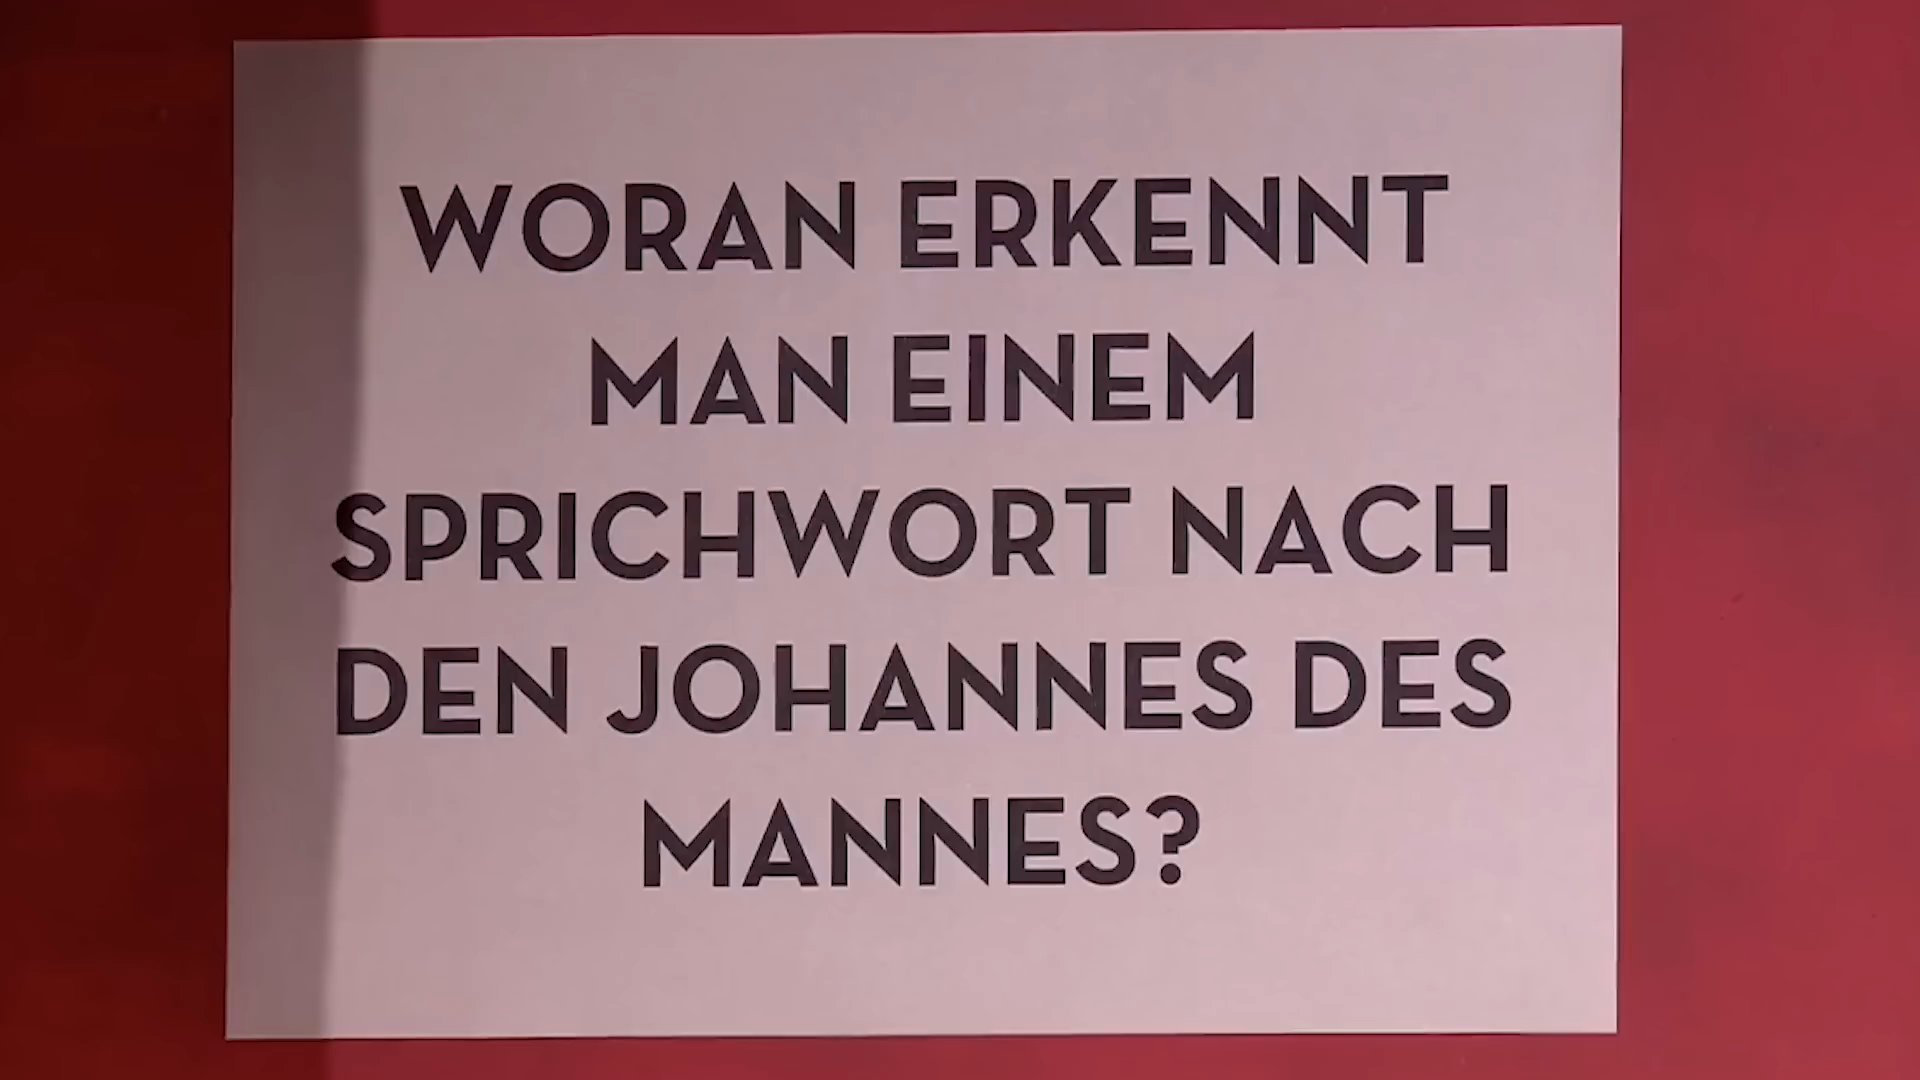 WORAN ERKENNT
MAN EINEM
SPRICHWORT NACH
DEN JOHANNES DES
MANNES?